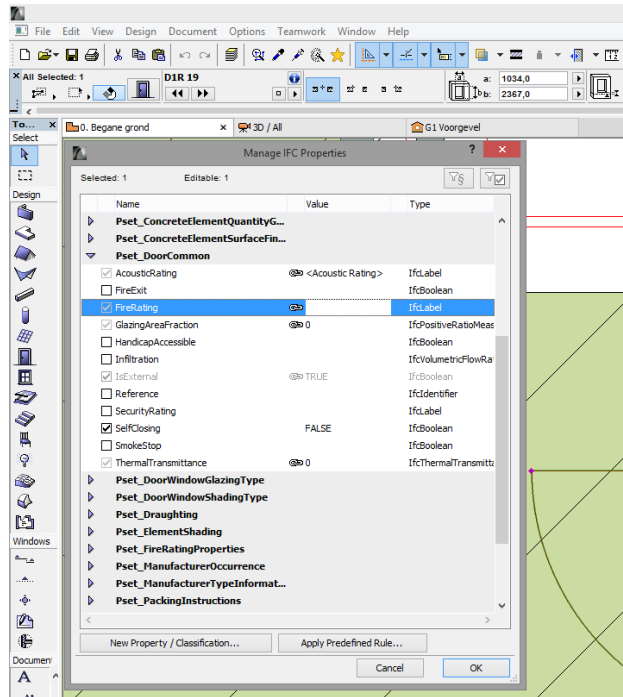 File Edit View Design Document Options Teamwork Window Help
All Selected: 1
D1R 19
a: 1034,0
b: 2367,0
To...
Select
0. Begane grond
3D / All
G1 Voorgevel
Manage IFC Properties
Selected: 1 Editable: 1
Design
Name Value Type
Pset_ConcreteElementQuantityG...
Pset_ConcreteElementSurfaceFin...
Pset_DoorCommon
AcousticRating <Acoustic Rating> IfcLabel
FireExit IfcBoolean
FireRating IfcLabel
GlazingAreaFraction 0 IfcPositiveRatioMeas
HandicapAccessible IfcBoolean
Infiltration IfcVolumetricFlowRa
IsExternal TRUE IfcBoolean
Reference IfcIdentifier
SecurityRating IfcLabel
SelfClosing FALSE IfcBoolean
SmokeStop IfcBoolean
ThermalTransmittance 0 IfcThermalTransmitta
Pset_DoorWindowGlazingType
Pset_DoorWindowShadingType
Pset_Draughting
Pset_ElementShading
Pset_FireRatingProperties
Pset_ManufacturerOccurrence
Pset_ManufacturerTypeInformat...
Pset_PackingInstructions
Windows
New Property / Classification... Apply Predefined Rule...
Cancel OK
Documen